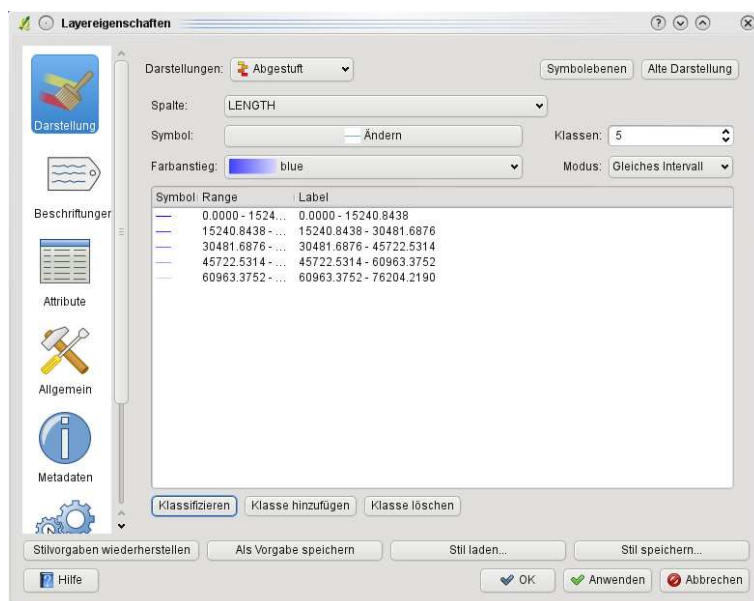 Layereigenschaften
Darstellung
Beschriftunger
Attribute
Allgemein
Metadaten
Darstellungen: Abgestuft
Symbolebenen
Alte Darstellung
Spalte: LENGTH
Symbol: Ändern
Klassen: 5
Farbanstieg: blue
Modus: Gleiches Intervall
Symbol Range Label
0.0000 - 1524... 0.0000 - 15240.8438
15240.8438 - ... 15240.8438 - 30481.6876
30481.6876 - ... 30481.6876 - 45722.5314
45722.5314 - ... 45722.5314 - 60963.3752
60963.3752 - ... 60963.3752 - 76204.2190
Klassifizieren
Klasse hinzufügen
Klasse löschen
Stilvorgaben wiederherstellen
Als Vorgabe speichern
Stil laden...
Stil speichern...
Hilfe
OK
Anwenden
Abbrechen